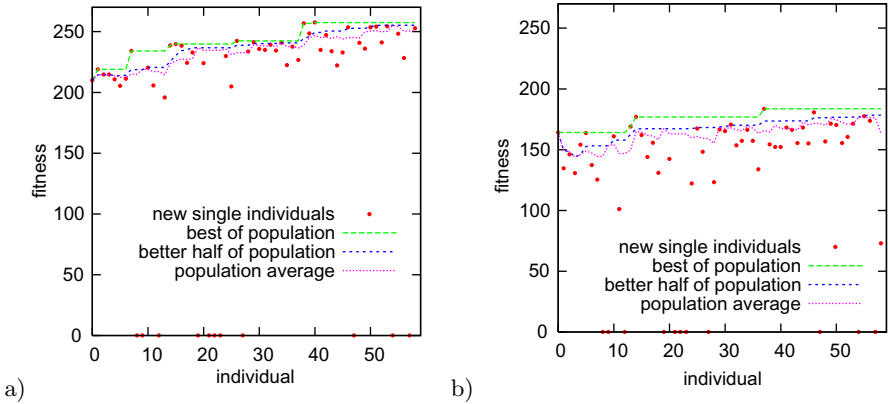 250
200
150
100
50
0
fitness
new single individuals
best of population
better half of population
population average
0 10 20 30 40 50
individual
a)
250
200
150
100
50
0
fitness
new single individuals
best of population
better half of population
population average
0 10 20 30 40 50
individual
b)